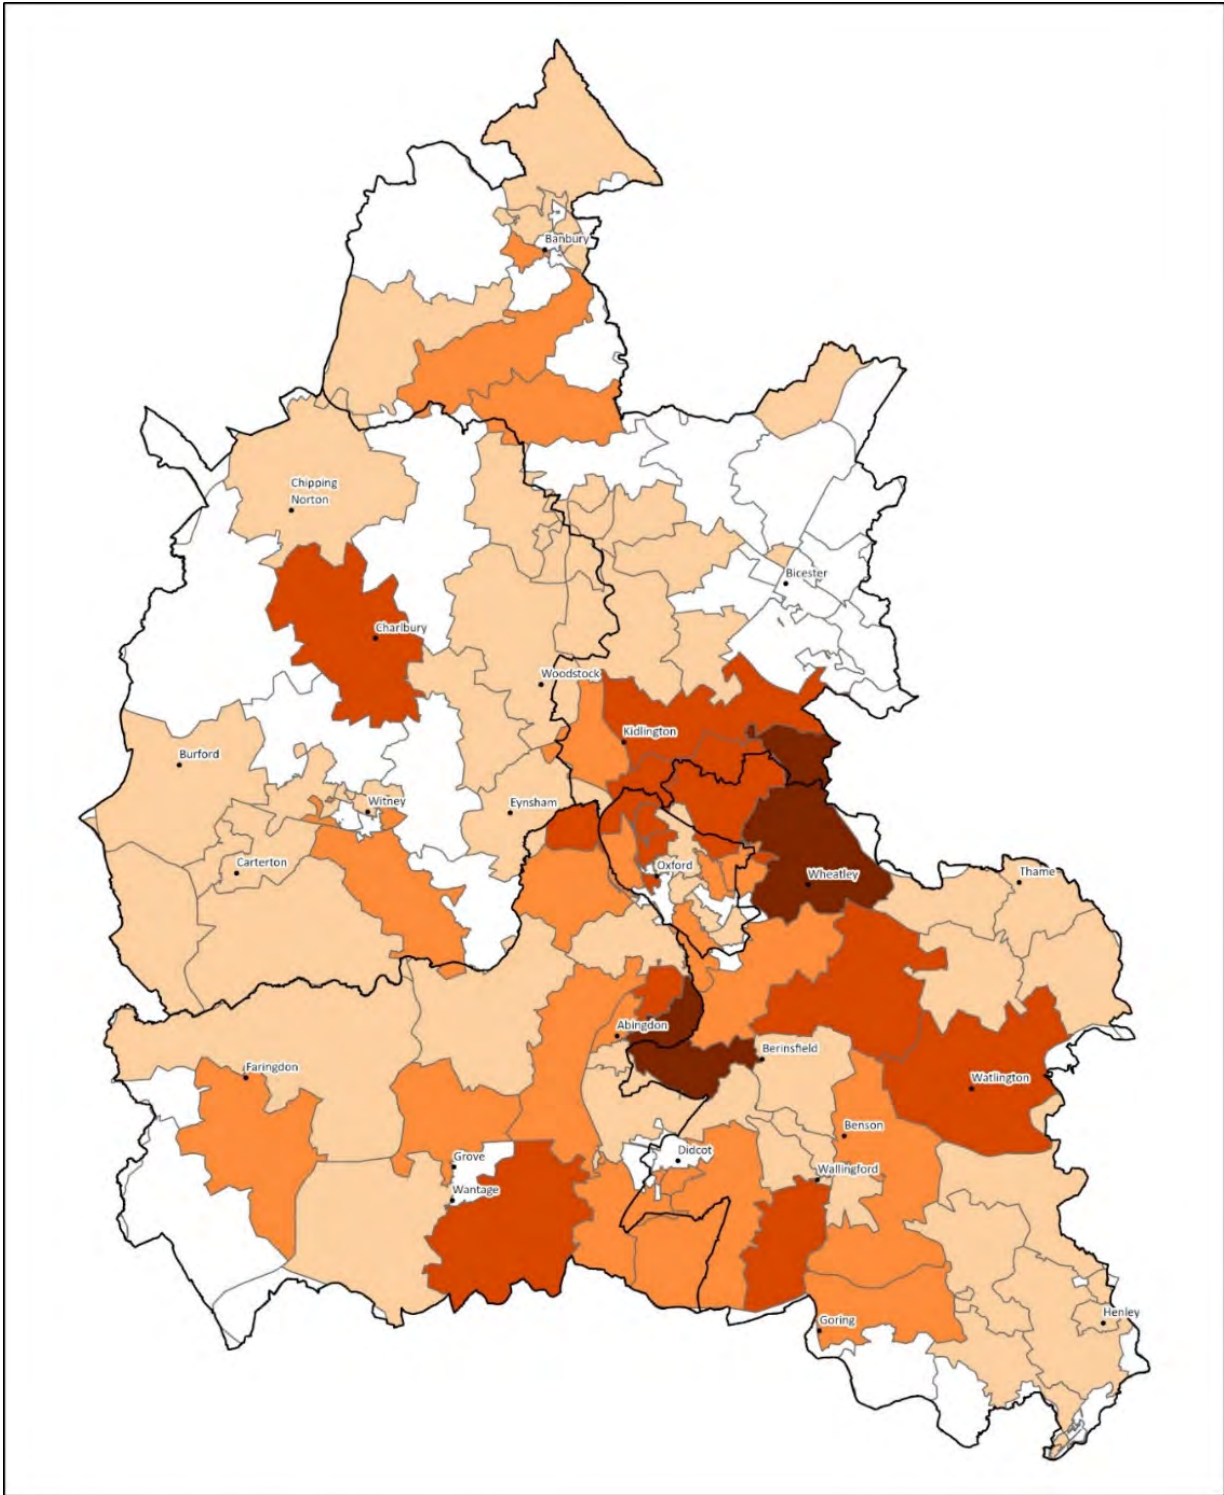 Banbury
Chipping
Norton
Bicester
Charlbury
Woodstock
Kidlington
Burford
Witney
Eynsham
Carterton
Oxford
Wheatley
Thame
Abingdon
Berinsfield
Faringdon
Watlington
Benson
Grove
Didcot
Wallingford
Wantage
Henley
Goring